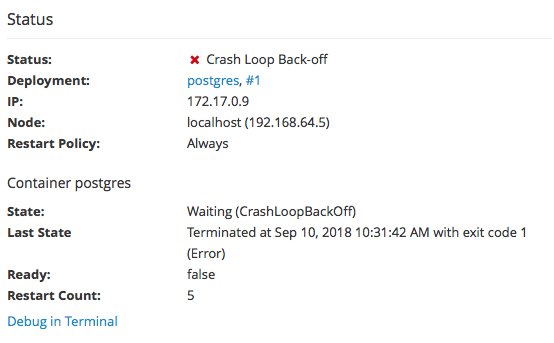 Status
Status: ✖ Crash Loop Back-off
Deployment: postgres, #1
IP: 172.17.0.9
Node: localhost (192.168.64.5)
Restart Policy: Always
Container postgres
State: Waiting (CrashLoopBackOff)
Last State Terminated at Sep 10, 2018 10:31:42 AM with exit code 1
(Error)
Ready: false
Restart Count: 5
Debug in Terminal